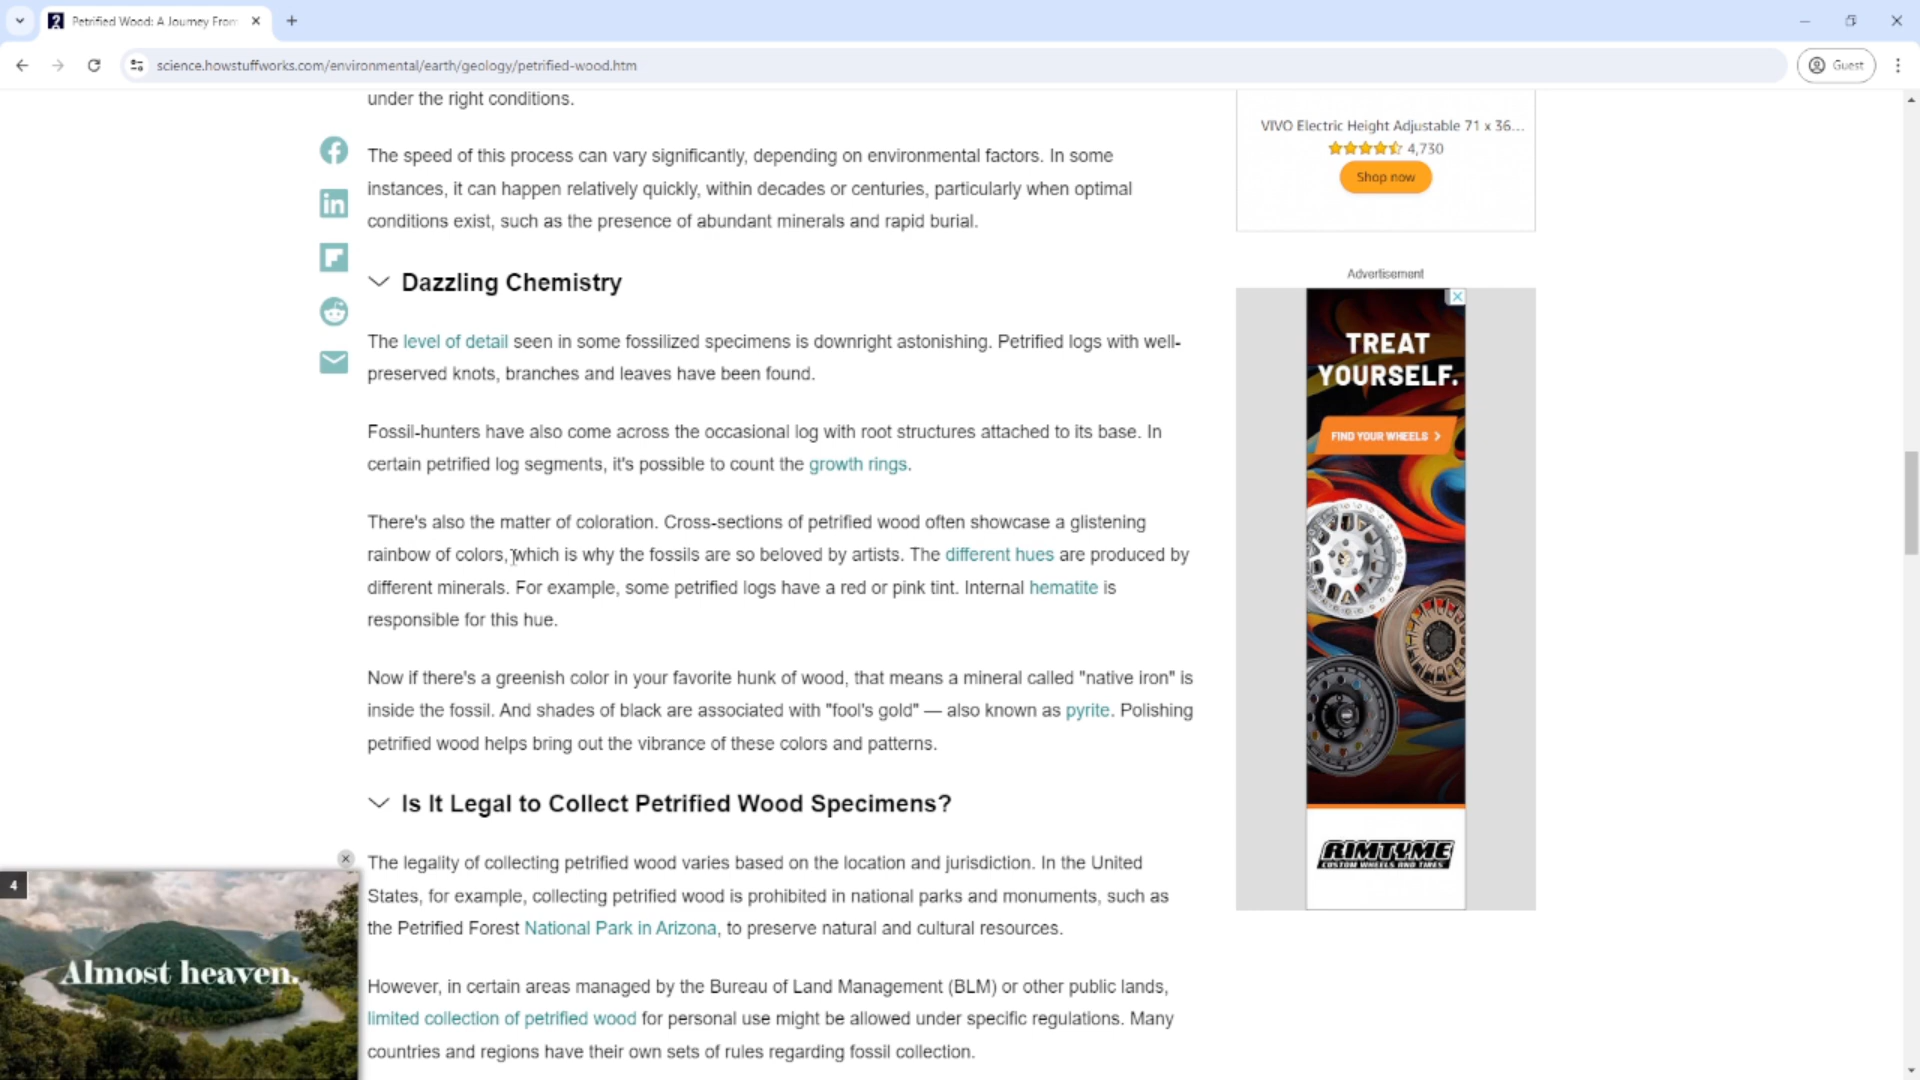 Petrified Wood: A Journey From
science.howstuffworks.com/environmental/earth/geology/petrified-wood.htm
Guest
under the right conditions.
The speed of this process can vary significantly, depending on environmental factors. In some
instances, it can happen relatively quickly, within decades or centuries, particularly when optimal
conditions exist, such as the presence of abundant minerals and rapid burial.
Dazzling Chemistry
The level of detail seen in some fossilized specimens is downright astonishing. Petrified logs with well-
preserved knots, branches and leaves have been found.
Fossil-hunters have also come across the occasional log with root structures attached to its base. In
certain petrified log segments, it's possible to count the growth rings.
There's also the matter of coloration. Cross-sections of petrified wood often showcase a glistening
rainbow of colors, which is why the fossils are so beloved by artists. The different hues are produced by
different minerals. For example, some petrified logs have a red or pink tint. Internal hematite is
responsible for this hue.
Now if there's a greenish color in your favorite hunk of wood, that means a mineral called "native iron" is
inside the fossil. And shades of black are associated with "fool's gold" — also known as pyrite. Polishing
petrified wood helps bring out the vibrance of these colors and patterns.
Is It Legal to Collect Petrified Wood Specimens?
The legality of collecting petrified wood varies based on the location and jurisdiction. In the United
States, for example, collecting petrified wood is prohibited in national parks and monuments, such as
the Petrified Forest National Park in Arizona, to preserve natural and cultural resources.
However, in certain areas managed by the Bureau of Land Management (BLM) or other public lands,
limited collection of petrified wood for personal use might be allowed under specific regulations. Many
countries and regions have their own sets of rules regarding fossil collection.
VIVO Electric Height Adjustable 71 x 36...
4,730
Shop now
Advertisement
TREAT
YOURSELF.
FIND YOUR WHEELS
RIMTYME
CUSTOM WHEELS AND TIRES
4
Almost heaven.